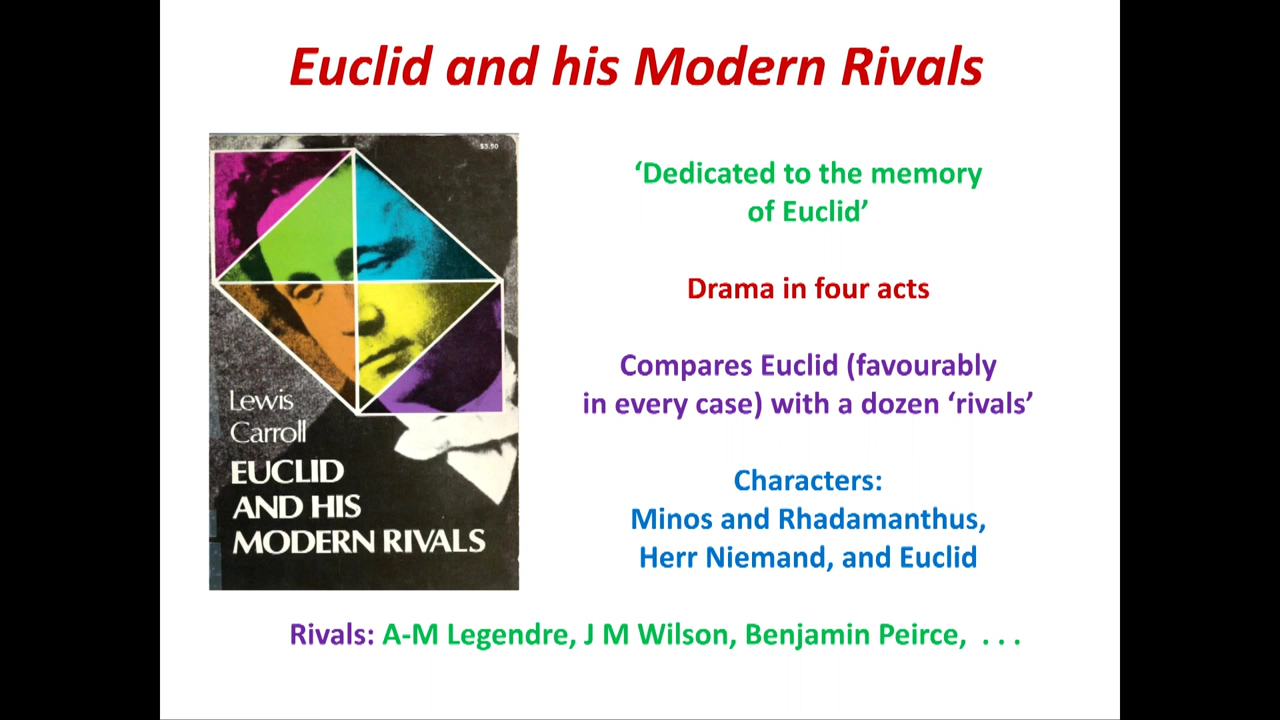 Euclid and his Modern Rivals
$3.50
Lewis
Carroll
EUCLID
AND HIS
MODERN RIVALS
‘Dedicated to the memory
of Euclid’
Drama in four acts
Compares Euclid (favourably
in every case) with a dozen ‘rivals’
Characters:
Minos and Rhadamanthus,
Herr Niemand, and Euclid
Rivals: A-M Legendre, J M Wilson, Benjamin Peirce, . . .